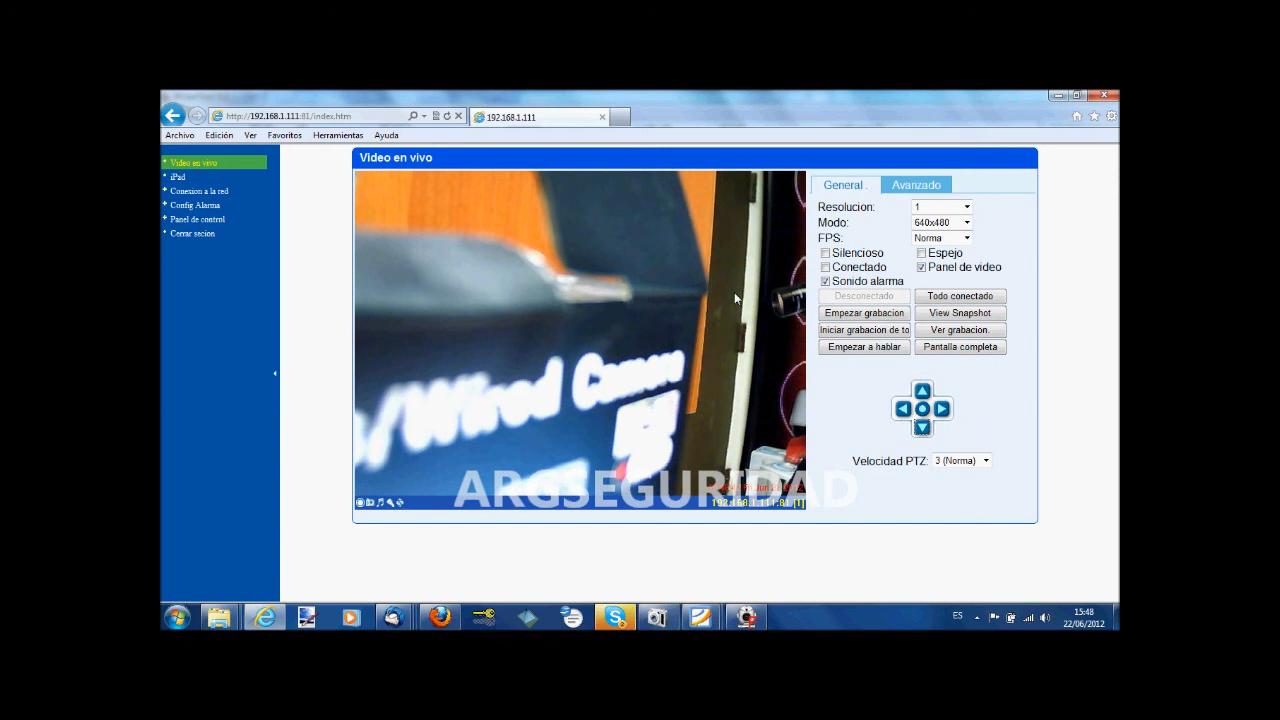 http://192.168.1.111:81/index.htm
192.168.1.111
Archivo Edición Ver Favoritos Herramientas Ayuda
Video en vivo
iPad
Conexion a la red
Config Alarma
Panel de control
Cerrar secion
Video en vivo
General . Avanzado
Resolucion: 1
Modo: 640x480
FPS: Norma
Silencioso Espejo
Conectado Panel de video
Sonido alarma
Desconectado Todo conectado
Empezar grabacion View Snapshot
Iniciar grabacion de to Ver grabacion.
Empezar a hablar Pantalla completa
Velocidad PTZ: 3 (Norma)
/Wired Camera
ARGSEGURIDAD
192.168.1.111:81 [1]
ES
15:48
22/06/2012